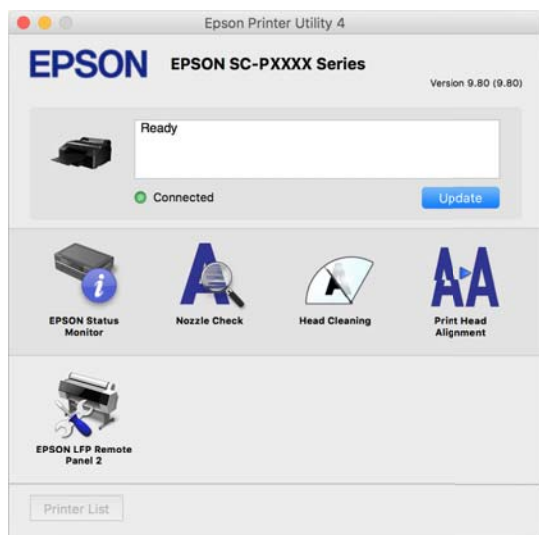 Epson Printer Utility 4
EPSON
EPSON SC-PXXXX Series
Version 9.80 (9.80)
Ready
Connected
Update
EPSON Status
Monitor
Nozzle Check
Head Cleaning
Print Head
Alignment
EPSON LFP Remote
Panel 2
Printer List